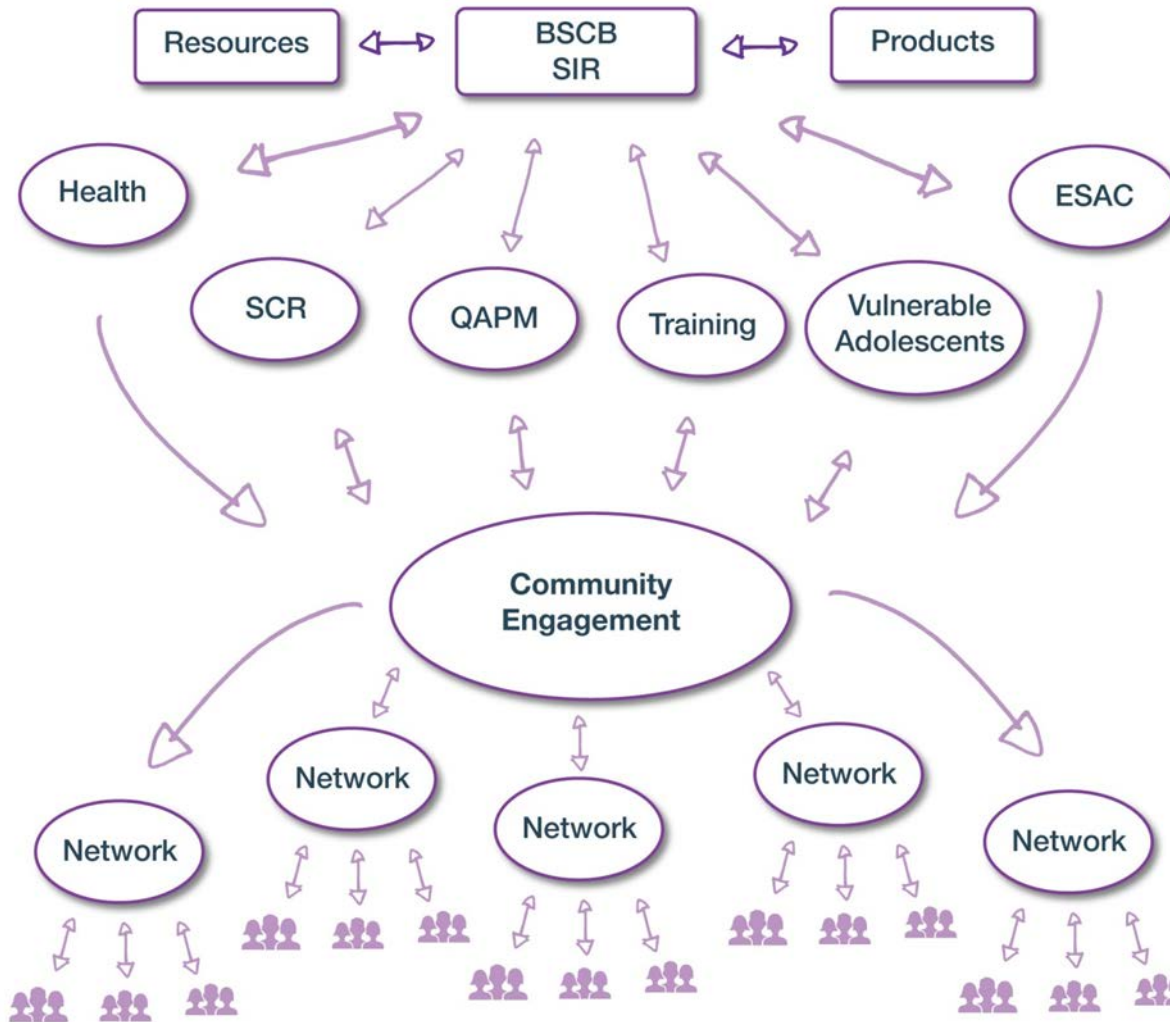 Resources
BSCB
SIR
Products
Health
ESAC
SCR
QAPM
Training
Vulnerable
Adolescents
Community
Engagement
Network
Network
Network
Network
Network